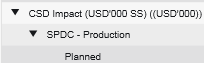 CSD Impact (USD'000 SS) ((USD'000))
SPDC - Production
Planned